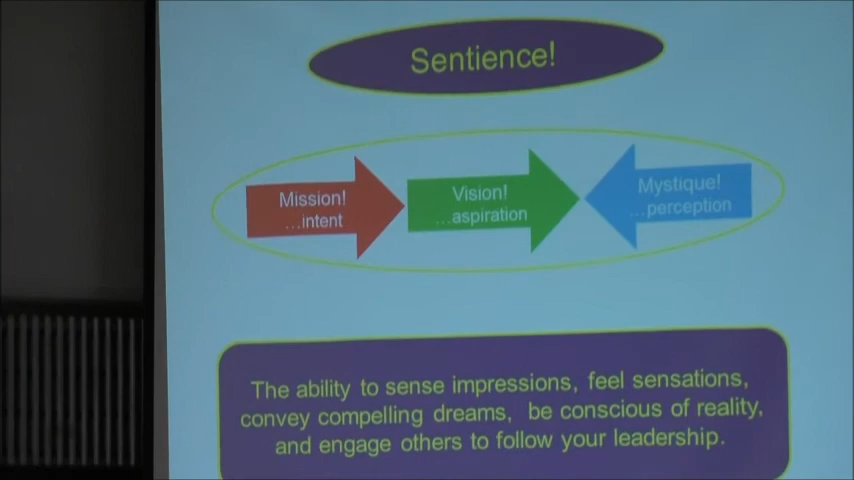 Sentience!
Mission!
...intent
Vision!
...aspiration
Mystique!
...perception
The ability to sense impressions, feel sensations,
convey compelling dreams, be conscious of reality,
and engage others to follow your leadership.